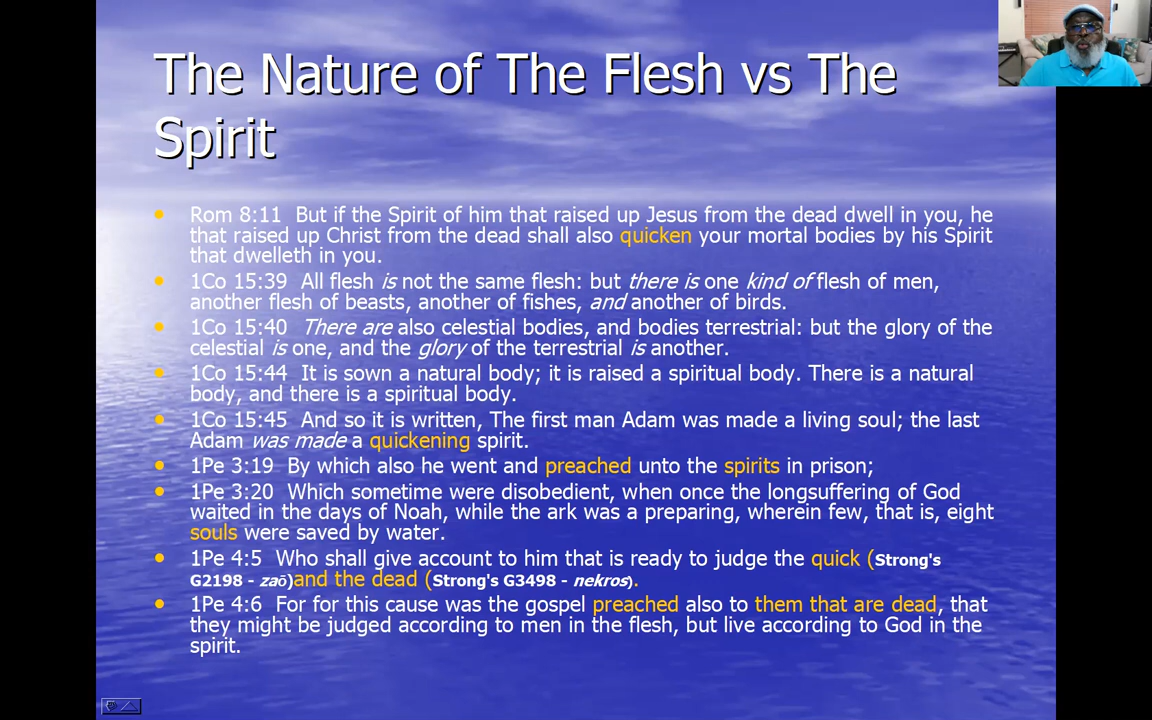 The Nature of The Flesh vs The
Spirit
• Rom 8:11 But if the Spirit of him that raised up Jesus from the dead dwell in you, he
that raised up Christ from the dead shall also quicken your mortal bodies by his Spirit
that dwelleth in you.
• 1Co 15:39 All flesh is not the same flesh: but there is one kind of flesh of men,
another flesh of beasts, another of fishes, and another of birds.
• 1Co 15:40 There are also celestial bodies, and bodies terrestrial: but the glory of the
celestial is one, and the glory of the terrestrial is another.
• 1Co 15:44 It is sown a natural body; it is raised a spiritual body. There is a natural
body, and there is a spiritual body.
• 1Co 15:45 And so it is written, The first man Adam was made a living soul; the last
Adam was made a quickening spirit.
• 1Pe 3:19 By which also he went and preached unto the spirits in prison;
• 1Pe 3:20 Which sometime were disobedient, when once the longsuffering of God
waited in the days of Noah, while the ark was a preparing, wherein few, that is, eight
souls were saved by water.
• 1Pe 4:5 Who shall give account to him that is ready to judge the quick (Strong's
G2198 - zaō)and the dead (Strong's G3498 - nekros).
• 1Pe 4:6 For for this cause was the gospel preached also to them that are dead, that
they might be judged according to men in the flesh, but live according to God in the
spirit.